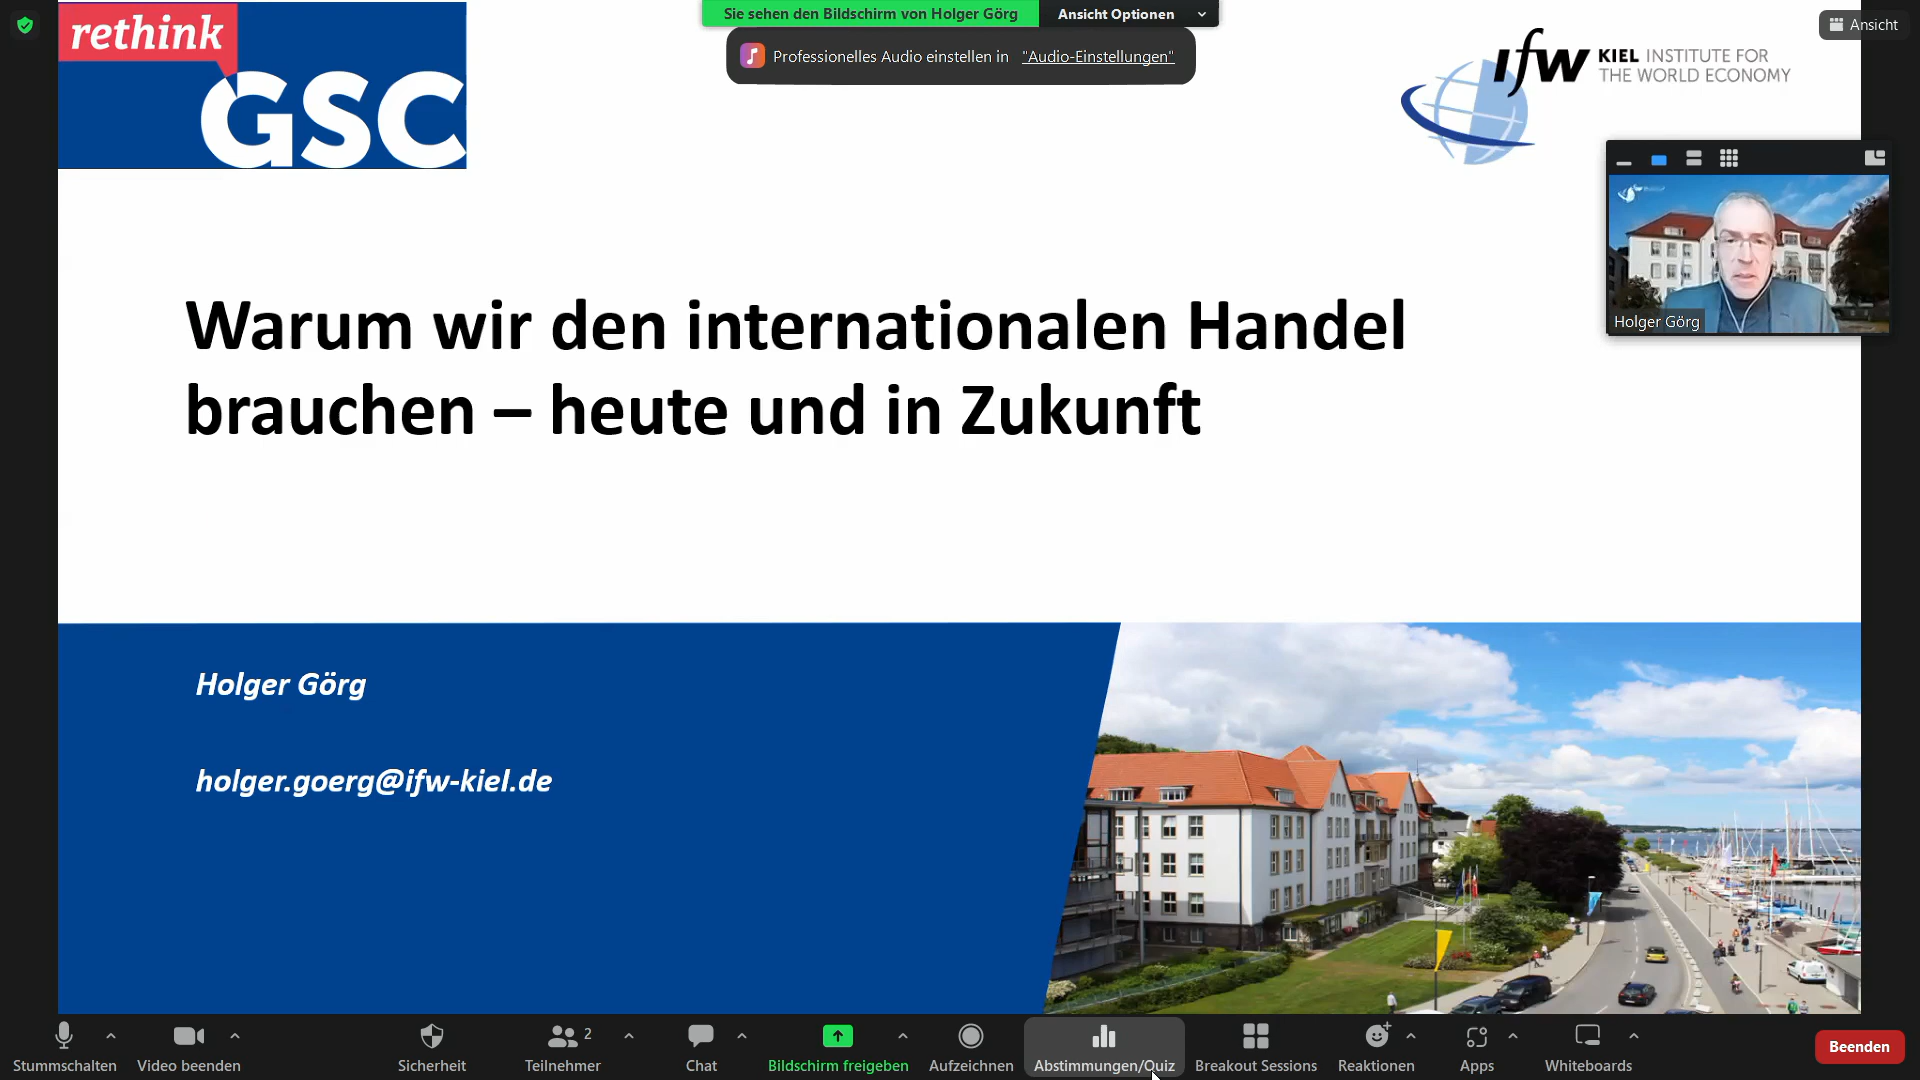 Sie sehen den Bildschirm von Holger Görg
Ansicht Optionen
Professionelles Audio einstellen in "Audio-Einstellungen"
Ansicht
rethink
GSC
ifw KIEL INSTITUTE FOR
THE WORLD ECONOMY
Holger Görg
Warum wir den internationalen Handel
brauchen – heute und in Zukunft
Holger Görg
holger.goerg@ifw-kiel.de
Stummschalten
Video beenden
Sicherheit
Teilnehmer
2
Chat
Bildschirm freigeben
Aufzeichnen
Abstimmungen/Quiz
Breakout Sessions
Reaktionen
Apps
Whiteboards
Beenden